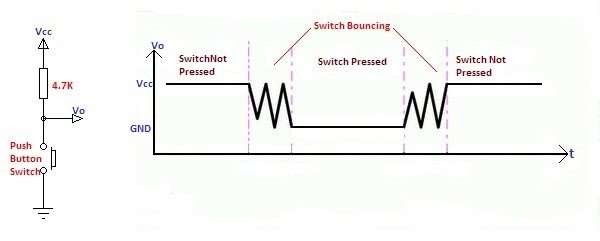 Vcc
4.7K
Vo
Push
Button
Switch
Vo
Switch Bouncing
SwitchNot
Pressed
Switch Pressed
Switch Not
Pressed
Vcc
GND
t